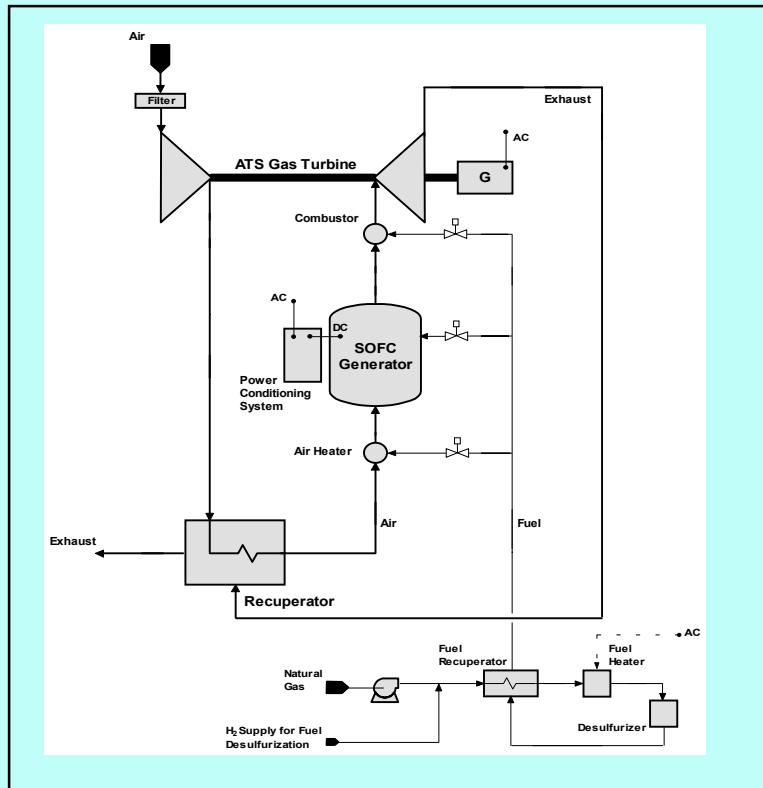 Air
Filter
Exhaust
AC
ATS Gas Turbine
G
Combustor
AC
DC
SOFC
Generator
Power
Conditioning
System
Air Heater
Air
Fuel
Exhaust
Recuperator
AC
Fuel
Recuperator
Fuel
Heater
Natural
Gas
Desulfurizer
H2 Supply for Fuel
Desulfurization